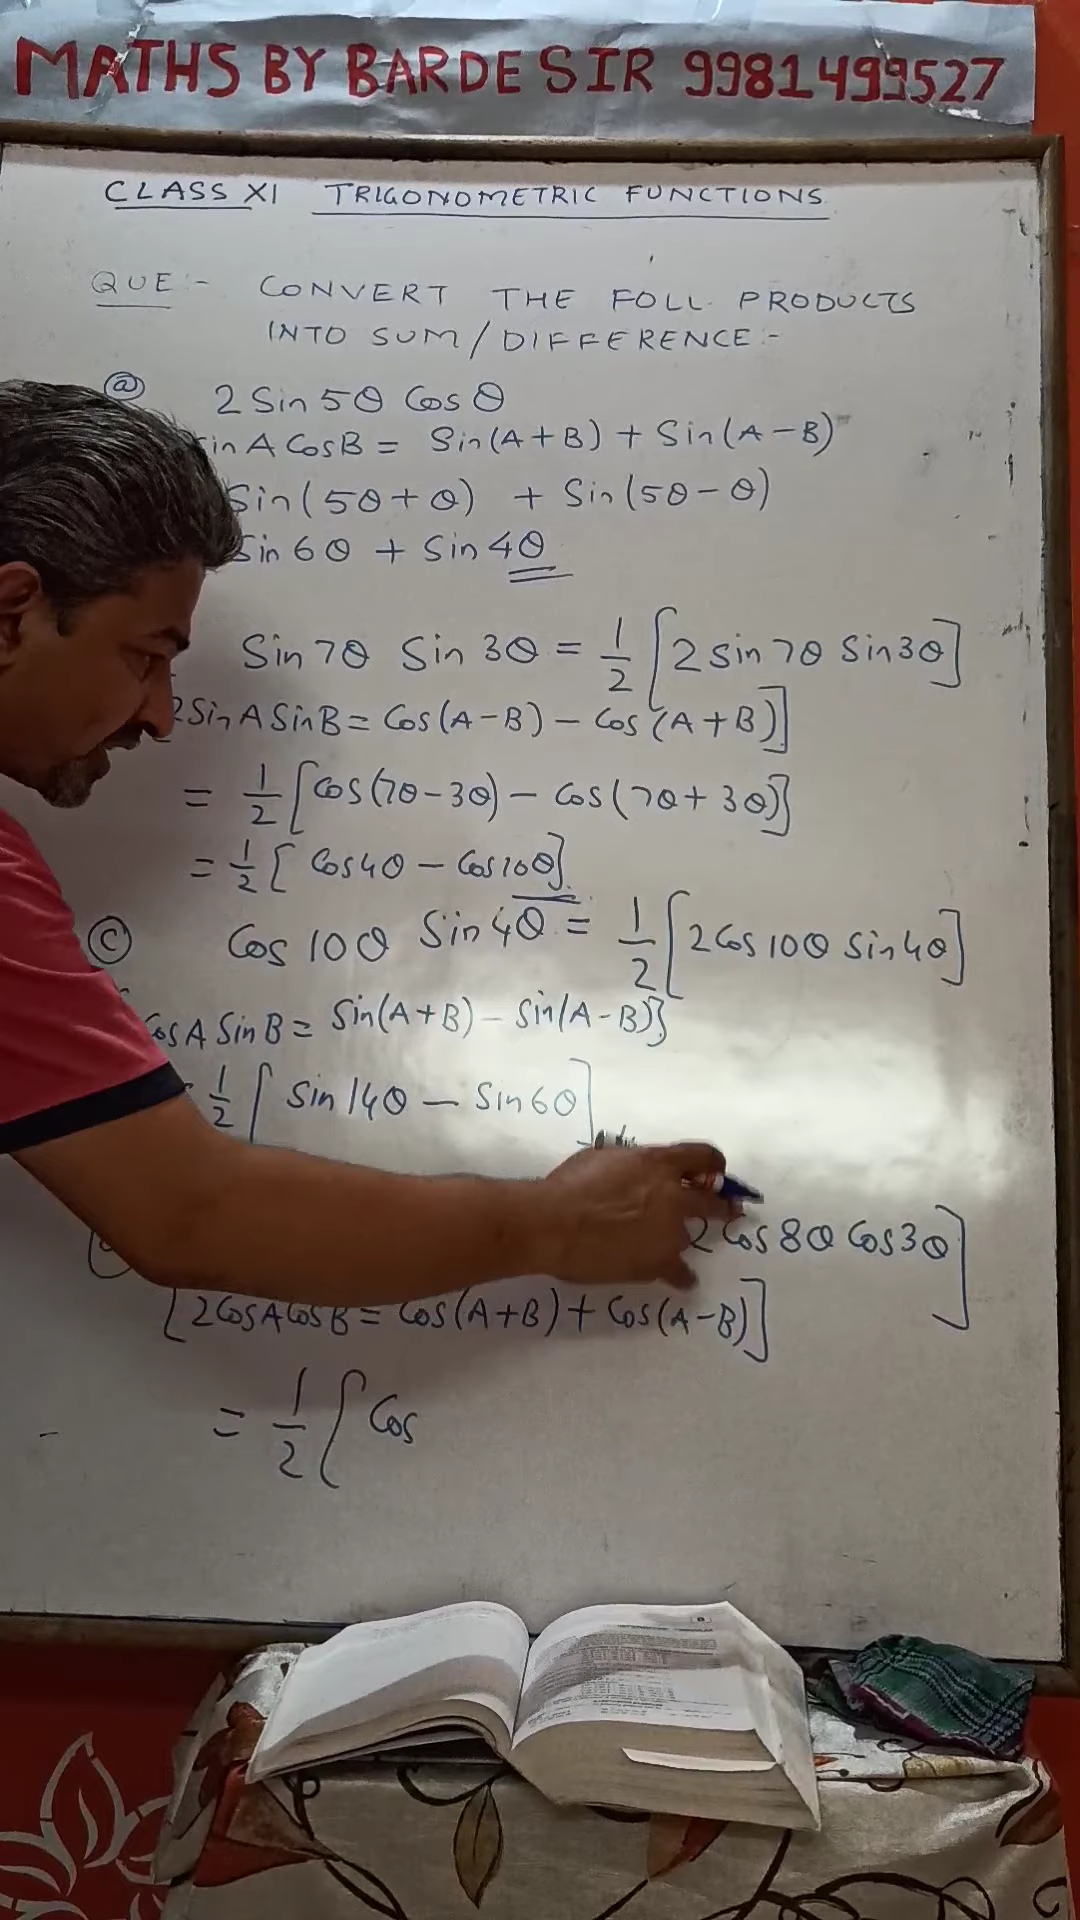 MATHS BY BARDE SIR 9981499527
CLASS XI TRIGONOMETRIC FUNCTIONS
QUE :- CONVERT THE FOLL. PRODUCTS
INTO SUM/DIFFERENCE :-
(a) 2 Sin 5θ Cos θ
in A Cos B = Sin(A+B) + Sin(A-B)
Sin(5θ+θ) + Sin(5θ-θ)
Sin 6θ + Sin 4θ
Sin 7θ Sin 3θ = 1/2 [2 Sin 7θ Sin 3θ]
2 Sin A Sin B = Cos(A-B) - Cos(A+B)]
= 1/2 [Cos(7θ-3θ) - Cos(7θ+3θ)]
= 1/2 [Cos 4θ - Cos 10θ]
(c) Cos 10θ Sin 4θ = 1/2 [2 Cos 10θ Sin 4θ]
Cos A Sin B = Sin(A+B) - Sin(A-B)}
1/2 [Sin 14θ - Sin 6θ]
2 Cos 8θ Cos 3θ]
[2 Cos A Cos B = Cos(A+B) + Cos(A-B)]
= 1/2 [Cos